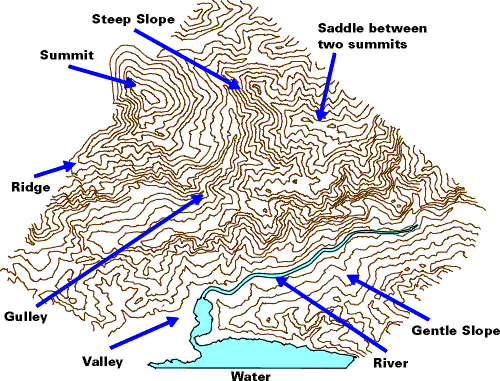 Steep Slope
Saddle between
two summits
Summit
Ridge
Gulley
Gentle Slope
Valley
River
Water